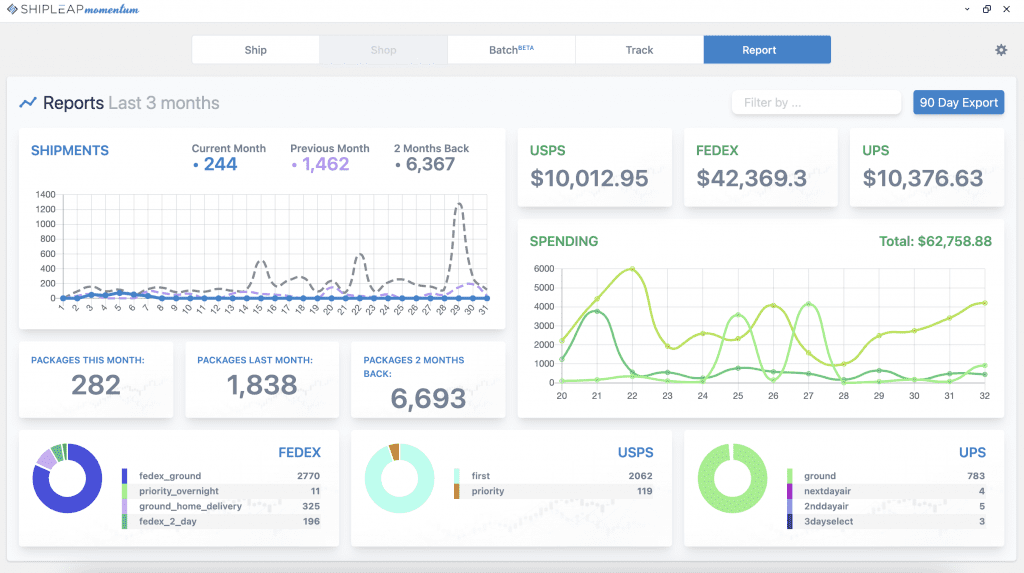 SHIPLEAP momentum
Ship
Shop
BatchBETA
Track
Report
Reports Last 3 months
Filter by ...
90 Day Export
SHIPMENTS
Current Month
• 244
Previous Month
• 1,462
2 Months Back
• 6,367
1400
1200
1000
800
600
400
200
0
1 2 3 4 5 6 7 8 9 10 11 12 13 14 15 16 17 18 19 20 21 22 23 24 25 26 27 28 29 30 31
USPS
$10,012.95
FEDEX
$42,369.3
UPS
$10,376.63
SPENDING
Total: $62,758.88
6000
5000
4000
3000
2000
1000
0
20 21 22 23 24 25 26 27 28 29 30 31 32
PACKAGES THIS MONTH:
282
PACKAGES LAST MONTH:
1,838
PACKAGES 2 MONTHS
BACK:
6,693
FEDEX
fedex_ground 2770
priority_overnight 11
ground_home_delivery 325
fedex_2_day 196
USPS
first 2062
priority 119
UPS
ground 783
nextdayair 4
2nddayair 5
3dayselect 3